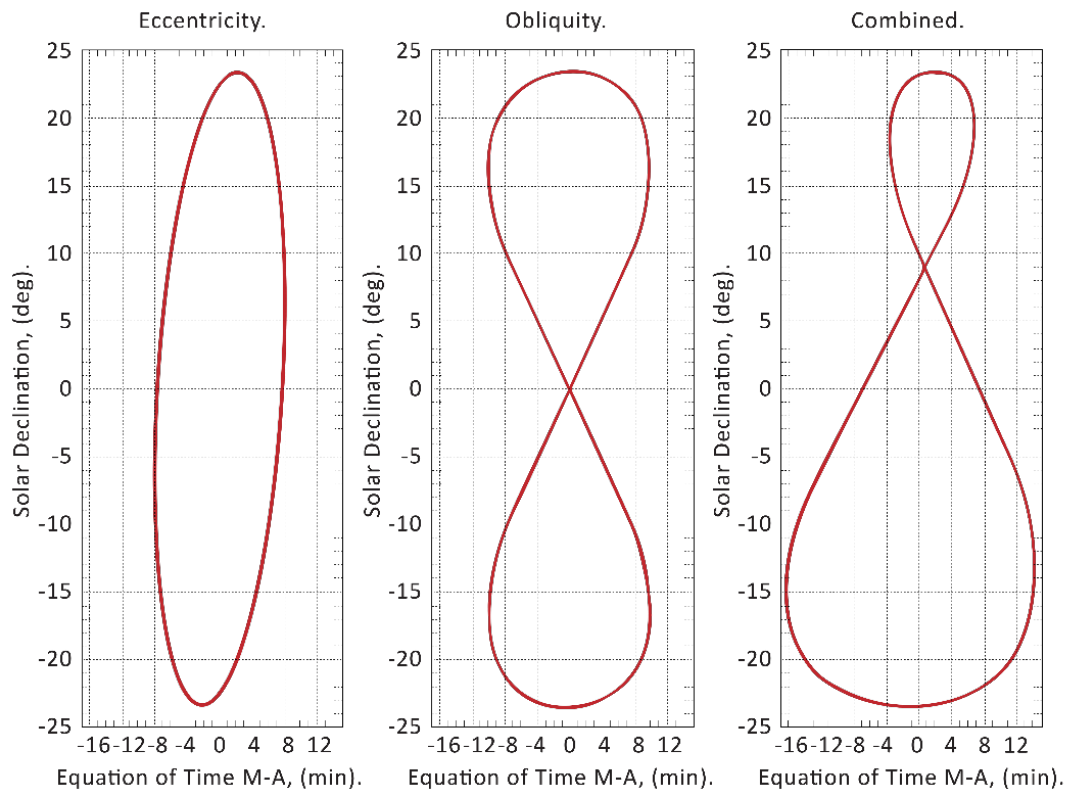 Eccentricity.
Obliquity.
Combined.
25
20
15
10
5
0
-5
-10
-15
-20
-25
Solar Declination, (deg).
-16 -12 -8 -4 0 4 8 12
Equation of Time M-A, (min).
25
20
15
10
5
0
-5
-10
-15
-20
-25
Solar Declination, (deg).
-16 -12 -8 -4 0 4 8 12
Equation of Time M-A, (min).
25
20
15
10
5
0
-5
-10
-15
-20
-25
Solar Declination, (deg).
-16 -12 -8 -4 0 4 8 12
Equation of Time M-A, (min).